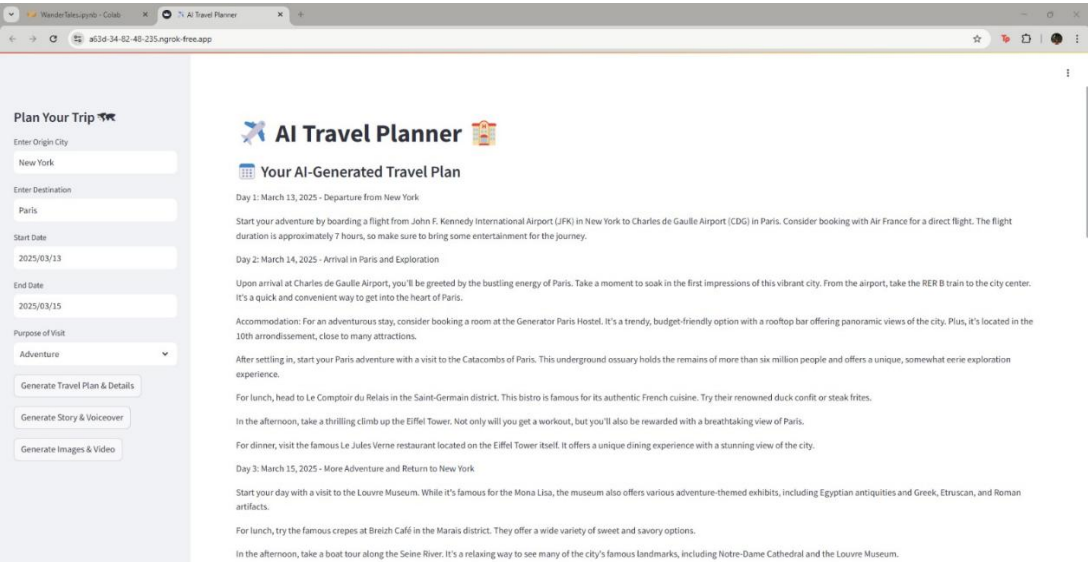 WanderTales.ipynb - Colab
AI Travel Planner
a63d-34-82-48-235.ngrok-free.app
Plan Your Trip
Enter Origin City
New York
Enter Destination
Paris
Start Date
2025/03/13
End Date
2025/03/15
Purpose of Visit
Adventure
Generate Travel Plan & Details
Generate Story & Voiceover
Generate Images & Video
AI Travel Planner
Your AI-Generated Travel Plan
Day 1: March 13, 2025 - Departure from New York
Start your adventure by boarding a flight from John F. Kennedy International Airport (JFK) in New York to Charles de Gaulle Airport (CDG) in Paris. Consider booking with Air France for a direct flight. The flight
duration is approximately 7 hours, so make sure to bring some entertainment for the journey.
Day 2: March 14, 2025 - Arrival in Paris and Exploration
Upon arrival at Charles de Gaulle Airport, you'll be greeted by the bustling energy of Paris. Take a moment to soak in the first impressions of this vibrant city. From the airport, take the RER B train to the city center.
It's a quick and convenient way to get into the heart of Paris.
Accommodation: For an adventurous stay, consider booking a room at the Generator Paris Hostel. It's a trendy, budget-friendly option with a rooftop bar offering panoramic views of the city. Plus, it's located in the
10th arrondissement, close to many attractions.
After settling in, start your Paris adventure with a visit to the Catacombs of Paris. This underground ossuary holds the remains of more than six million people and offers a unique, somewhat eerie exploration
experience.
For lunch, head to Le Comptoir du Relais in the Saint-Germain district. This bistro is famous for its authentic French cuisine. Try their renowned duck confit or steak frites.
In the afternoon, take a thrilling climb up the Eiffel Tower. Not only will you get a workout, but you'll also be rewarded with a breathtaking view of Paris.
For dinner, visit the famous Le Jules Verne restaurant located on the Eiffel Tower itself. It offers a unique dining experience with a stunning view of the city.
Day 3: March 15, 2025 - More Adventure and Return to New York
Start your day with a visit to the Louvre Museum. While it's famous for the Mona Lisa, the museum also offers various adventure-themed exhibits, including Egyptian antiquities and Greek, Etruscan, and Roman
artifacts.
For lunch, try the famous crepes at Breizh Café in the Marais district. They offer a wide variety of sweet and savory options.
In the afternoon, take a boat tour along the Seine River. It's a relaxing way to see many of the city's famous landmarks, including Notre-Dame Cathedral and the Louvre Museum.